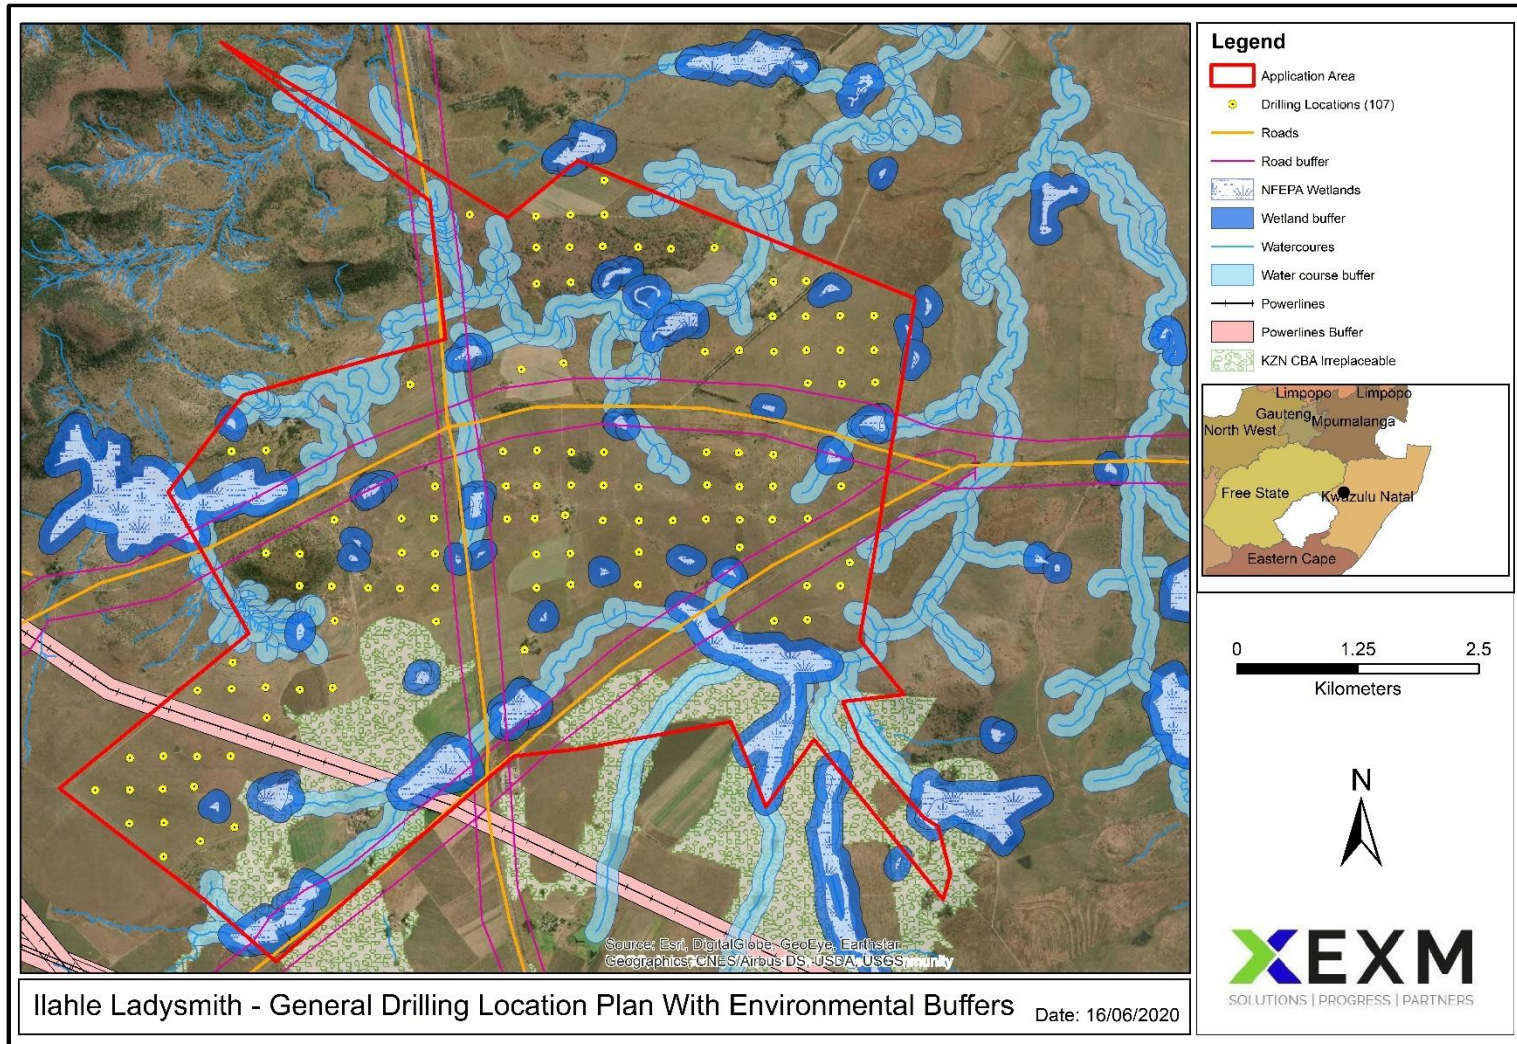 Legend
Application Area
Drilling Locations (107)
Roads
Road buffer
NFEPA Wetlands
Wetland buffer
Watercoures
Water course buffer
Powerlines
Powerlines Buffer
KZN CBA Irreplaceable
Limpopo
Limpopo
Gauteng
Mpumalanga
North West
Free State
Kwazulu Natal
Eastern Cape
0 1.25 2.5
Kilometers
N
EXM
SOLUTIONS | PROGRESS | PARTNERS
Source: Esri, DigitalGlobe, GeoEye, Earthstar
Geographics, CNES/Airbus DS, USDA, USGS,
Ilahle Ladysmith - General Drilling Location Plan With Environmental Buffers
Date: 16/06/2020